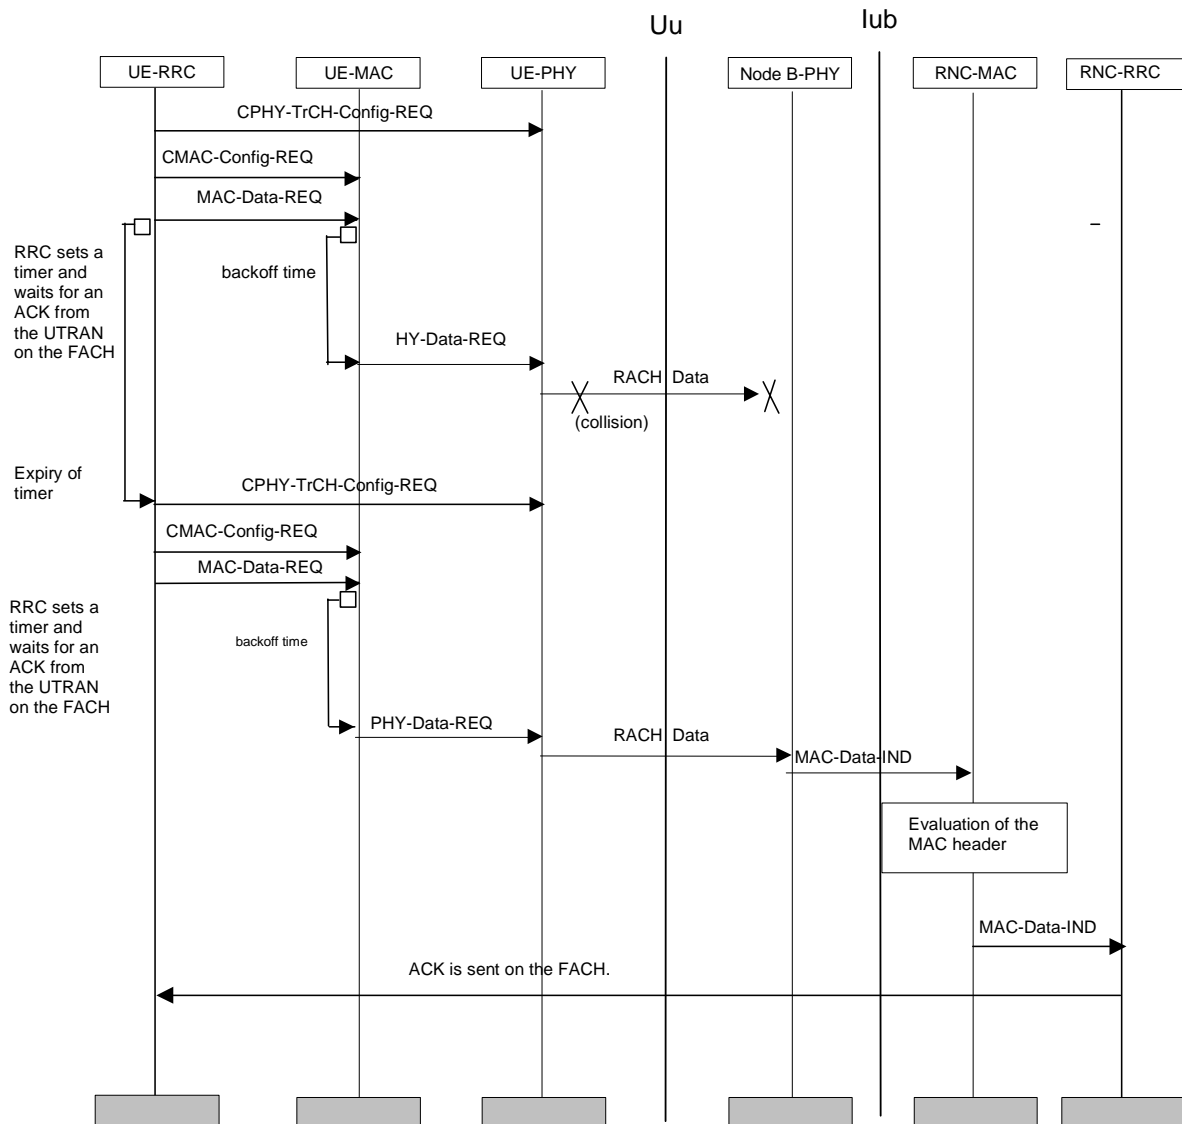 Uu
Iub
UE-RRC
UE-MAC
UE-PHY
Node B-PHY
RNC-MAC
RNC-RRC
CPHY-TrCH-Config-REQ
CMAC-Config-REQ
MAC-Data-REQ
RRC sets a
timer and
waits for an
ACK from
the UTRAN
on the FACH
backoff time
HY-Data-REQ
RACH Data
(collision)
Expiry of
timer
CPHY-TrCH-Config-REQ
CMAC-Config-REQ
MAC-Data-REQ
RRC sets a
timer and
waits for an
ACK from
the UTRAN
on the FACH
backoff time
PHY-Data-REQ
RACH Data
MAC-Data-IND
Evaluation of the
MAC header
MAC-Data-IND
ACK is sent on the FACH.